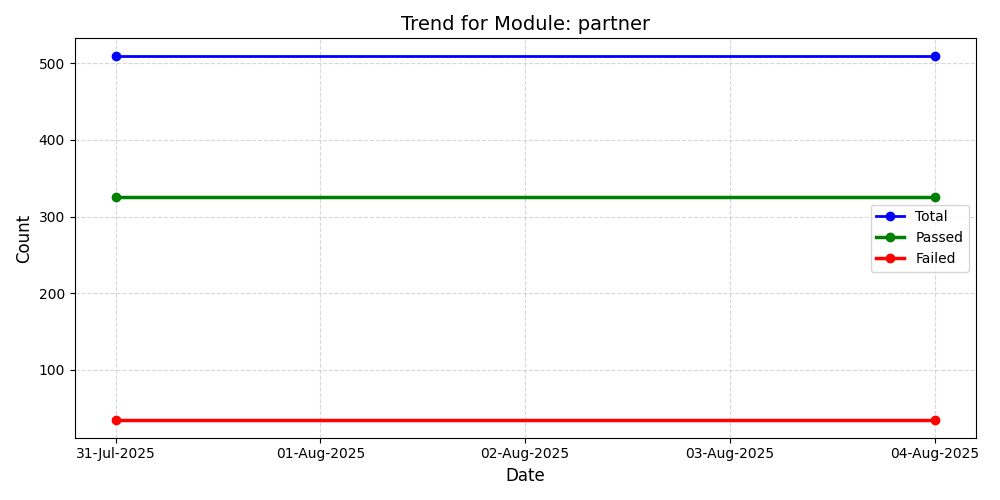 Trend for Module: partner
Count
500
400
300
200
100
Total
Passed
Failed
31-Jul-2025 01-Aug-2025 02-Aug-2025 03-Aug-2025 04-Aug-2025
Date